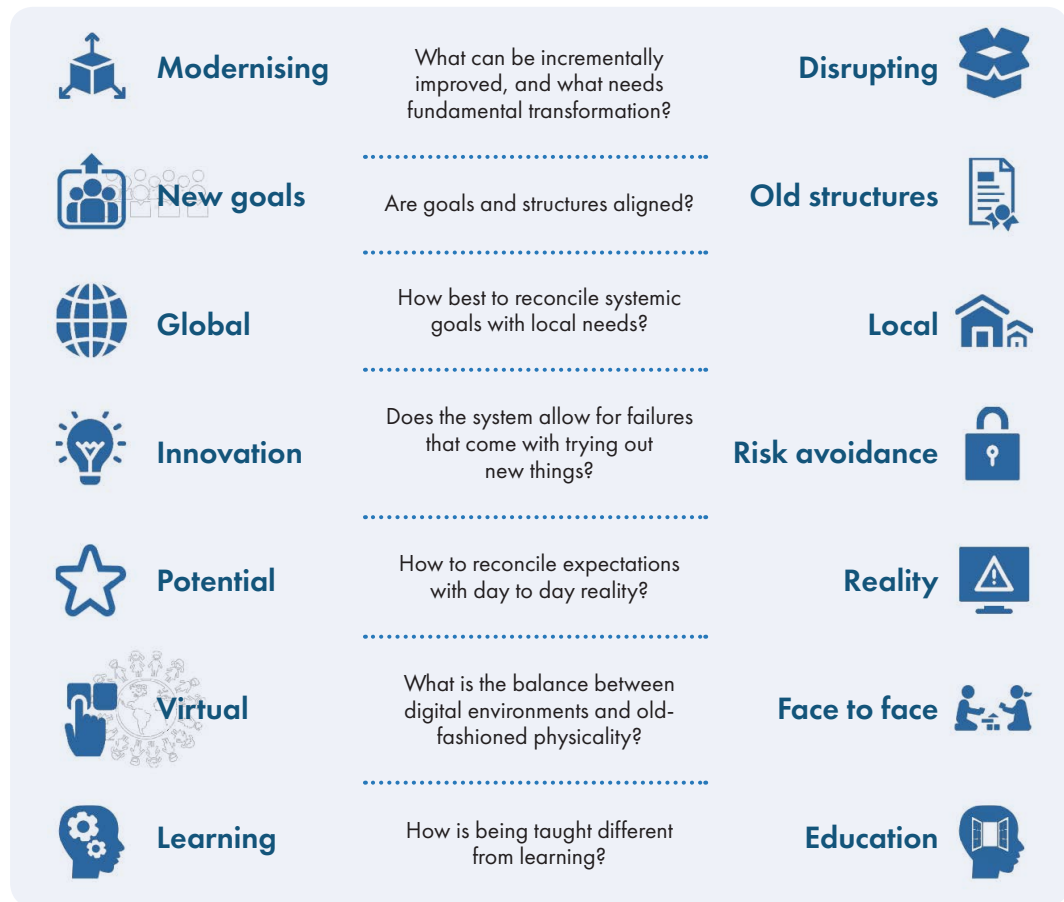 Modernising
What can be incrementally
improved, and what needs
fundamental transformation?
Disrupting
New goals
Are goals and structures aligned?
Old structures
Global
How best to reconcile systemic
goals with local needs?
Local
Innovation
Does the system allow for failures
that come with trying out
new things?
Risk avoidance
Potential
How to reconcile expectations
with day to day reality?
Reality
Virtual
What is the balance between
digital environments and old-
fashioned physicality?
Face to face
Learning
How is being taught different
from learning?
Education